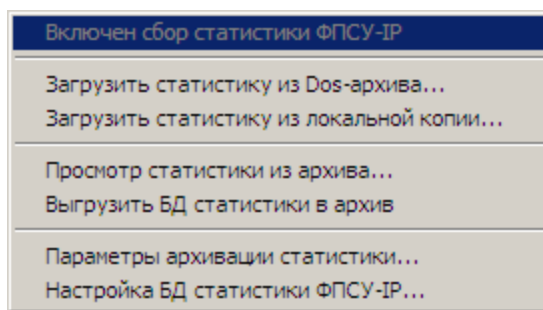 Включен сбор статистики ФПСУ-IP
Загрузить статистику из Dos-архива...
Загрузить статистику из локальной копии...
Просмотр статистики из архива...
Выгрузить БД статистики в архив
Параметры архивации статистики...
Настройка БД статистики ФПСУ-IP...